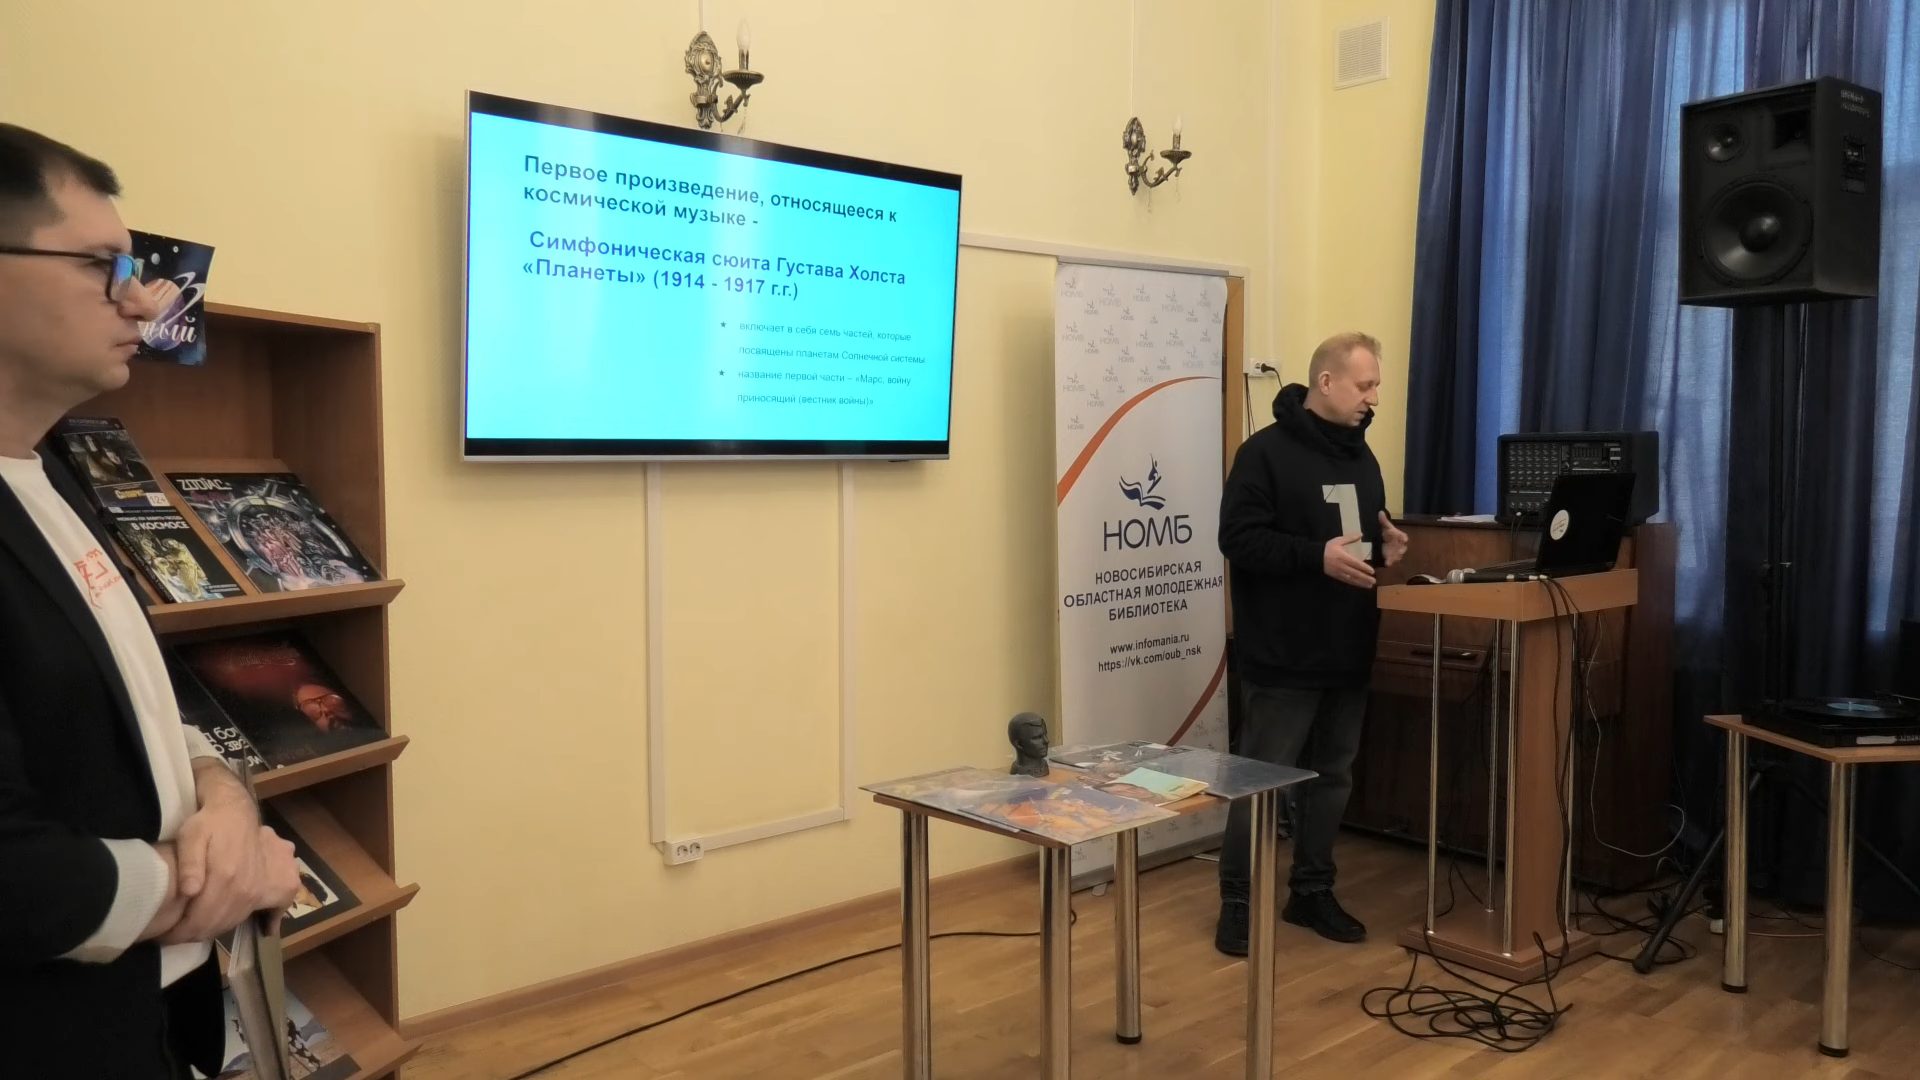 Первое произведение, относящееся к
космической музыке -
Симфоническая сюита Густава Холста
«Планеты» (1914 - 1917 г.г.)
включает в себя семь частей, которые
посвящены планетам Солнечной системы
название первой части – «Марс, войну
приносящий (вестник войны)»
ZODIAC
12+
В КОСМОСЕ
НОМБ
НОВОСИБИРСКАЯ
ОБЛАСТНАЯ МОЛОДЕЖНАЯ
БИБЛИОТЕКА
www.infomania.ru
https://vk.com/oub_nsk
1